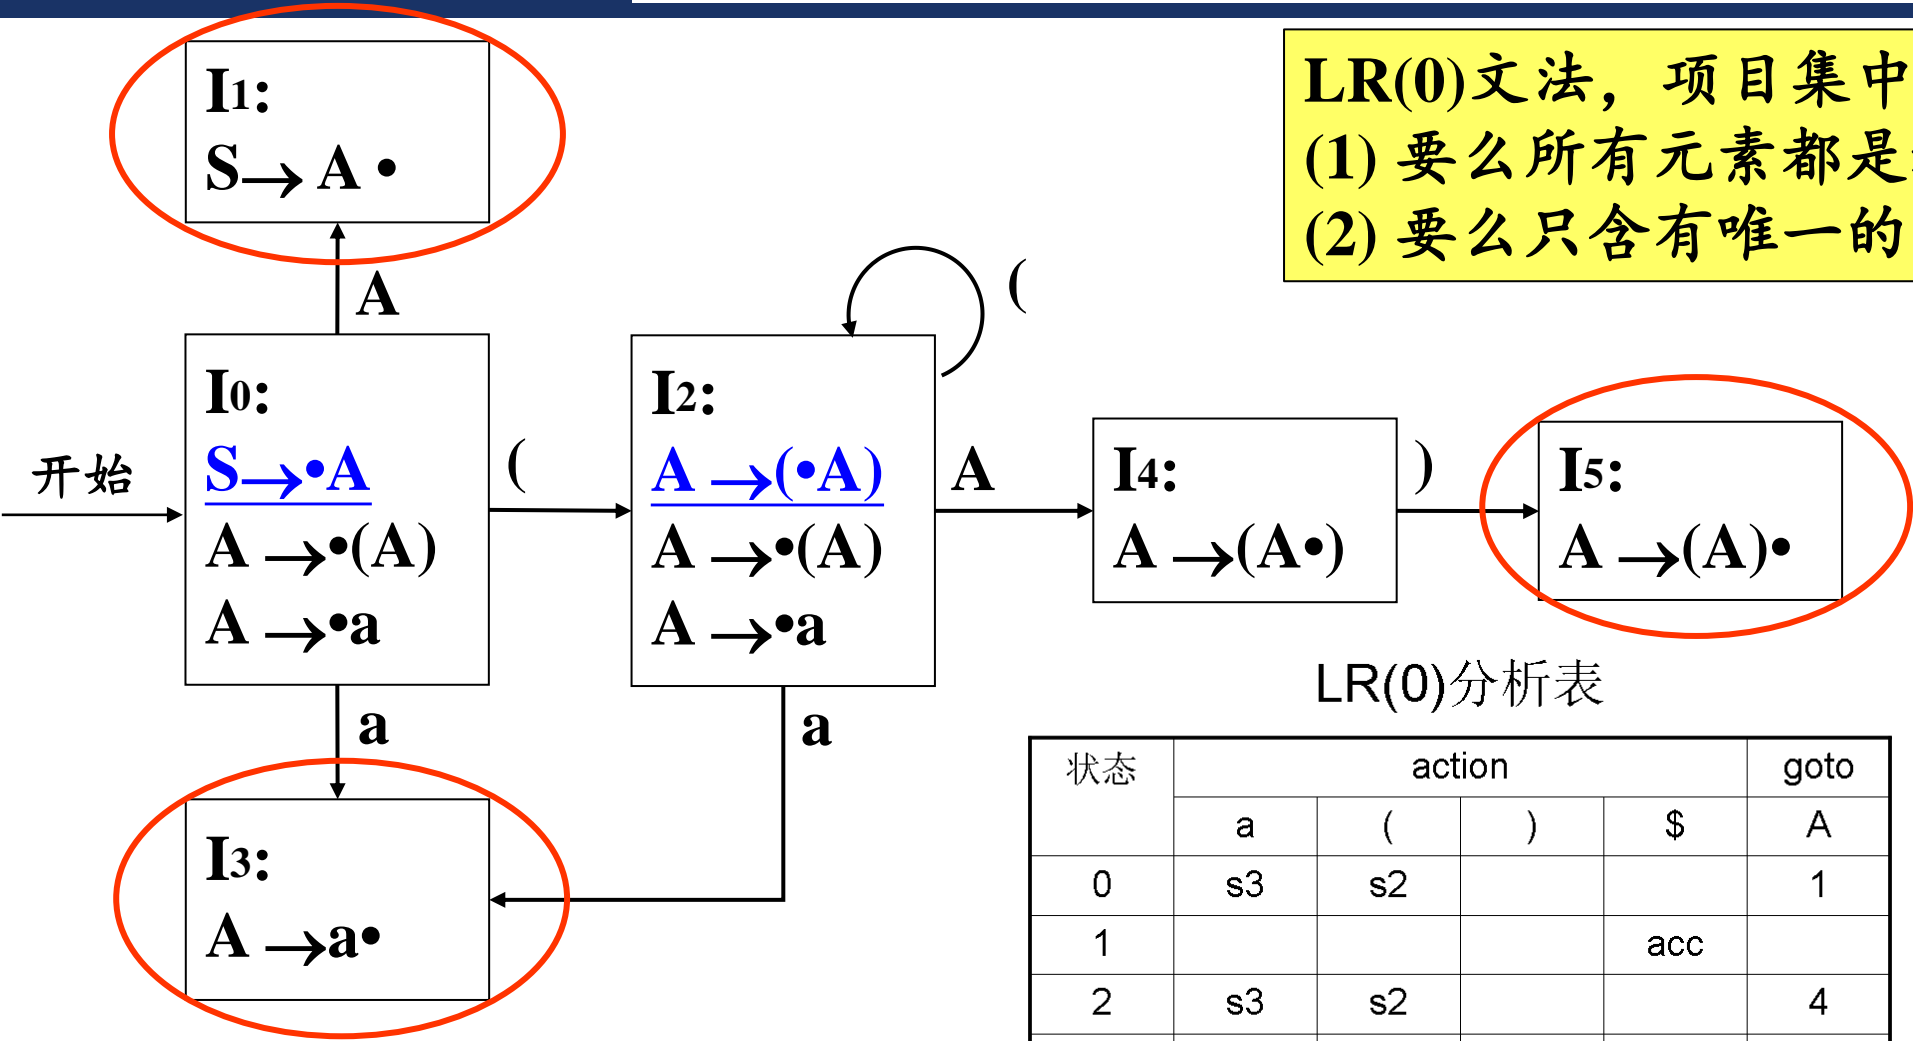 I1:
S→ A •
A
LR(0)文法，项目集中
(1) 要么所有元素都是
(2) 要么只含有唯一的
(
开始
I0:
S→•A
A →•(A)
A →•a
(
I2:
A →(•A)
A →•(A)
A →•a
A
I4:
A →(A•)
)
I5:
A →(A)•
a
a
I3:
A →a•
LR(0)分析表
状态 action goto
a ( ) $ A
0 s3 s2 1
1 acc
2 s3 s2 4